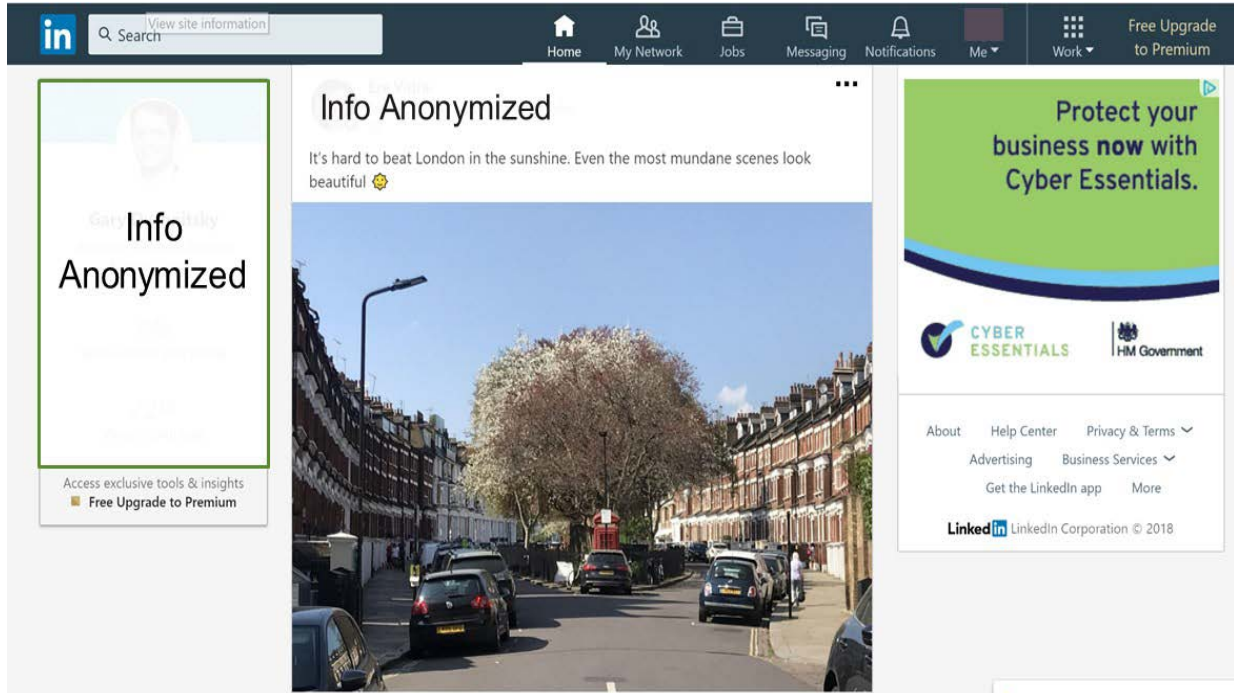 in
Search
View site information
Home
My Network
Jobs
Messaging
Notifications
Me
Work
Free Upgrade
to Premium
Info
Anonymized
Access exclusive tools & insights
Free Upgrade to Premium
Info Anonymized
It's hard to beat London in the sunshine. Even the most mundane scenes look
beautiful
Protect your
business now with
Cyber Essentials.
CYBER
ESSENTIALS
HM Government
About Help Center Privacy & Terms
Advertising Business Services
Get the LinkedIn app More
Linked in LinkedIn Corporation © 2018